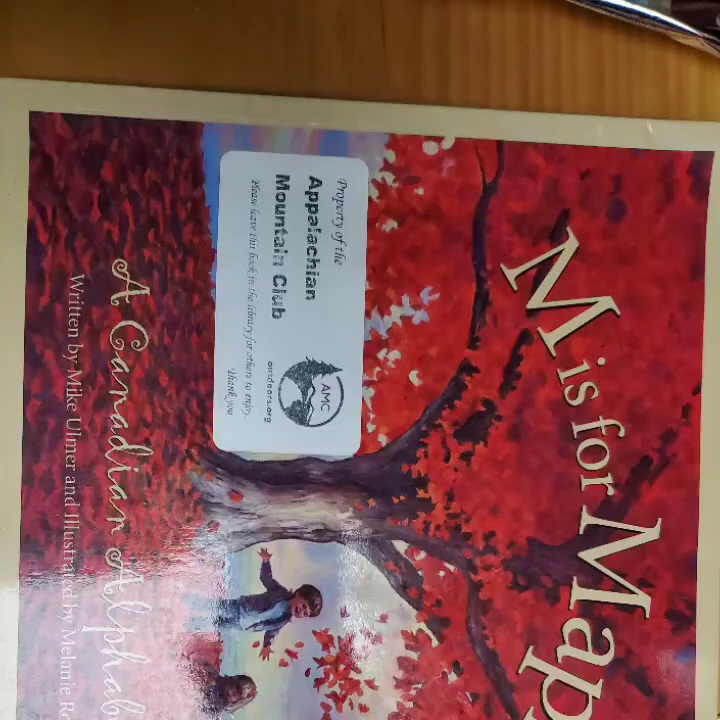 M is for Map
Property of the
Appalachian
Mountain Club
Please leave this book in the library for others to enjoy.
Thank you
AMC
outdoors.org
A Canadian Alphab
Written by Mike Ulmer and Illustrated by Melanie Ro